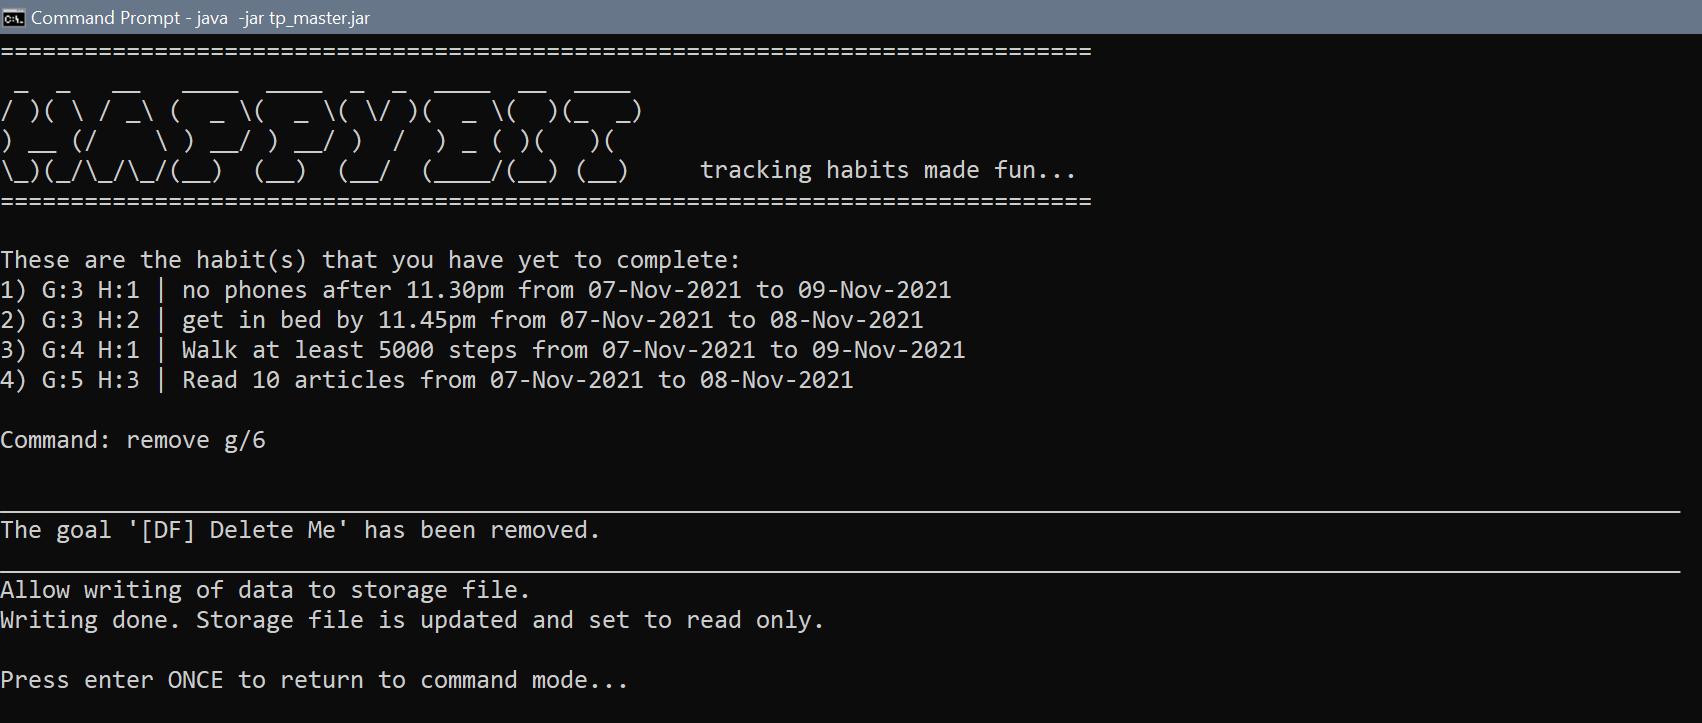 Command Prompt - java  -jar tp_master.jar
==============================================================================
 _  _   __   ____  ____  _  _  ____  __  ____
/ )( \ / _\ (  _ \(  _ \( \/ )(  _ \(  )(_  _)
) __ (/    \ ) __/ ) __/ )  /  ) _ ( )(   )(
\_)(_/\_/\_/(__)  (__)  (__/  (____/(__) (__)     tracking habits made fun...
==============================================================================
These are the habit(s) that you have yet to complete:
1) G:3 H:1 | no phones after 11.30pm from 07-Nov-2021 to 09-Nov-2021
2) G:3 H:2 | get in bed by 11.45pm from 07-Nov-2021 to 08-Nov-2021
3) G:4 H:1 | Walk at least 5000 steps from 07-Nov-2021 to 09-Nov-2021
4) G:5 H:3 | Read 10 articles from 07-Nov-2021 to 08-Nov-2021
Command: remove g/6
The goal '[DF] Delete Me' has been removed.
Allow writing of data to storage file.
Writing done. Storage file is updated and set to read only.
Press enter ONCE to return to command mode...